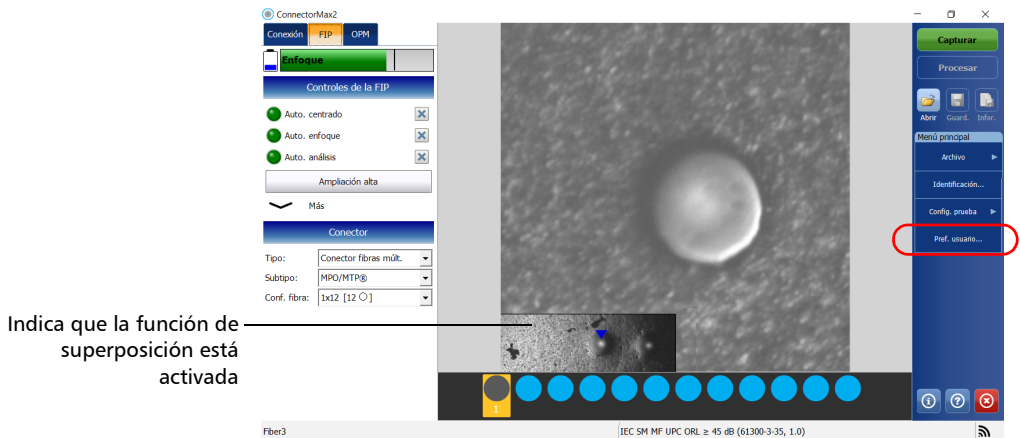 ConnectorMax2
Conexión FIP OPM
Enfoque
Controles de la FIP
Auto. centrado
Auto. enfoque
Auto. análisis
Ampliación alta
Más
Conector
Tipo: Conector fibras múlt.
Subtipo: MPO/MTP®
Conf. fibra: 1x12 [12 O]
Indica que la función de
superposición está
activada
1
Fiber3
IEC SM MF UPC ORL ≥ 45 dB (61300-3-35, 1.0)
Capturar
Procesar
Abrir Guard. Infor.
Menú principal
Archivo
Identificación...
Config. prueba
Pref. usuario...